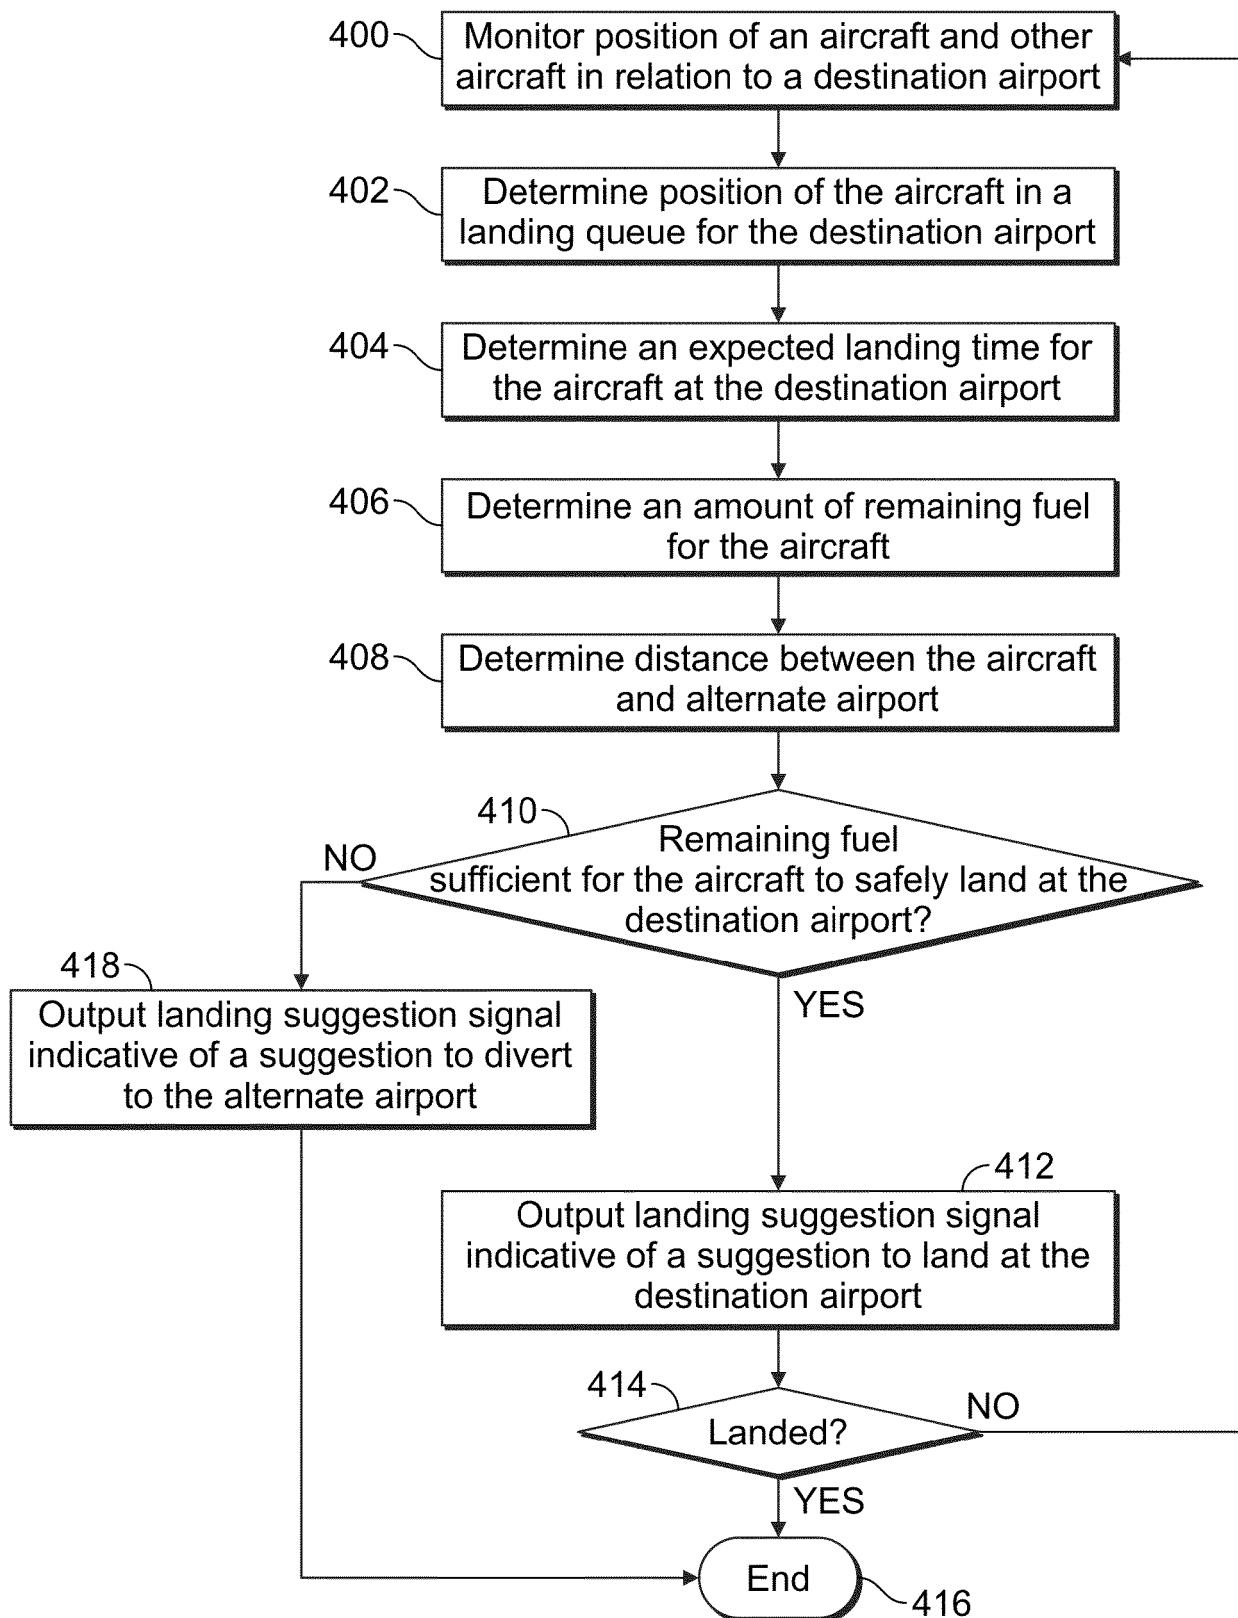 400
Monitor position of an aircraft and other
aircraft in relation to a destination airport
402
Determine position of the aircraft in a
landing queue for the destination airport
404
Determine an expected landing time for
the aircraft at the destination airport
406
Determine an amount of remaining fuel
for the aircraft
408
Determine distance between the aircraft
and alternate airport
410
Remaining fuel
sufficient for the aircraft to safely land at the
destination airport?
NO
YES
418
Output landing suggestion signal
indicative of a suggestion to divert
to the alternate airport
412
Output landing suggestion signal
indicative of a suggestion to land at the
destination airport
414
Landed?
NO
YES
End
416